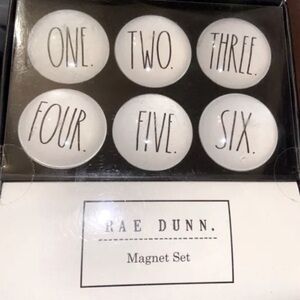 ONE. TWO. THREE.
FOUR. FIVE. SIX.
RAE DUNN.
Magnet Set